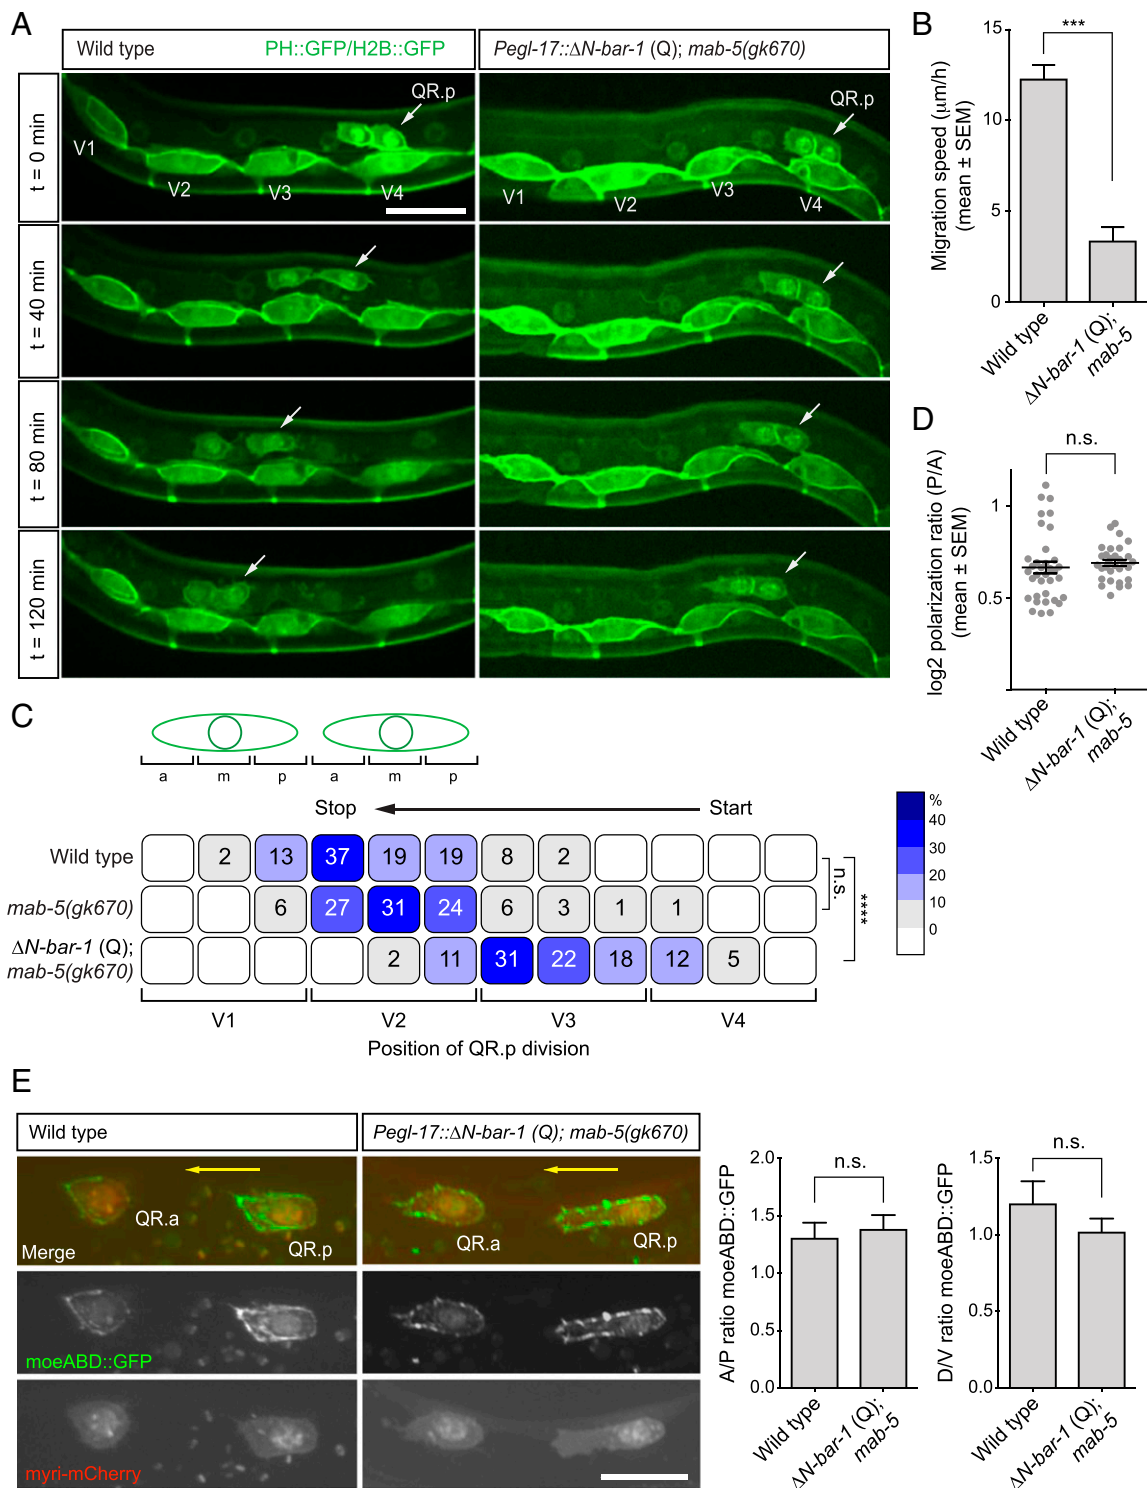 A
Wild type
PH::GFP/H2B::GFP
Pegl-17::ΔN-bar-1 (Q); mab-5(gk670)
t = 0 min
QR.p
V1
V2
V3
V4
QR.p
V1
V2
V3
V4
t = 40 min
t = 80 min
t = 120 min
B
Migration speed (μm/h)
(mean ± SEM)
15
10
5
0
***
Wild type
ΔN-bar-1 (Q);
mab-5
D
log2 polarization ratio (P/A)
(mean ± SEM)
1
0.5
n.s.
Wild type
ΔN-bar-1 (Q);
mab-5
C
a m p a m p
Stop Start
Wild type 2 13 37 19 19 8 2
mab-5(gk670) 6 27 31 24 6 3 1 1
ΔN-bar-1 (Q);
mab-5(gk670) 2 11 31 22 18 12 5
n.s.
****
%
40
30
20
10
0
V1 V2 V3 V4
Position of QR.p division
E
Wild type
Pegl-17::ΔN-bar-1 (Q); mab-5(gk670)
QR.a
QR.p
Merge
QR.a
QR.p
moeABD::GFP
myri-mCherry
A/P ratio moeABD::GFP
2.0
1.5
1.0
0.5
0.0
n.s.
Wild type
ΔN-bar-1 (Q);
mab-5
D/V ratio moeABD::GFP
1.5
1.0
0.5
0.0
n.s.
Wild type
ΔN-bar-1 (Q);
mab-5